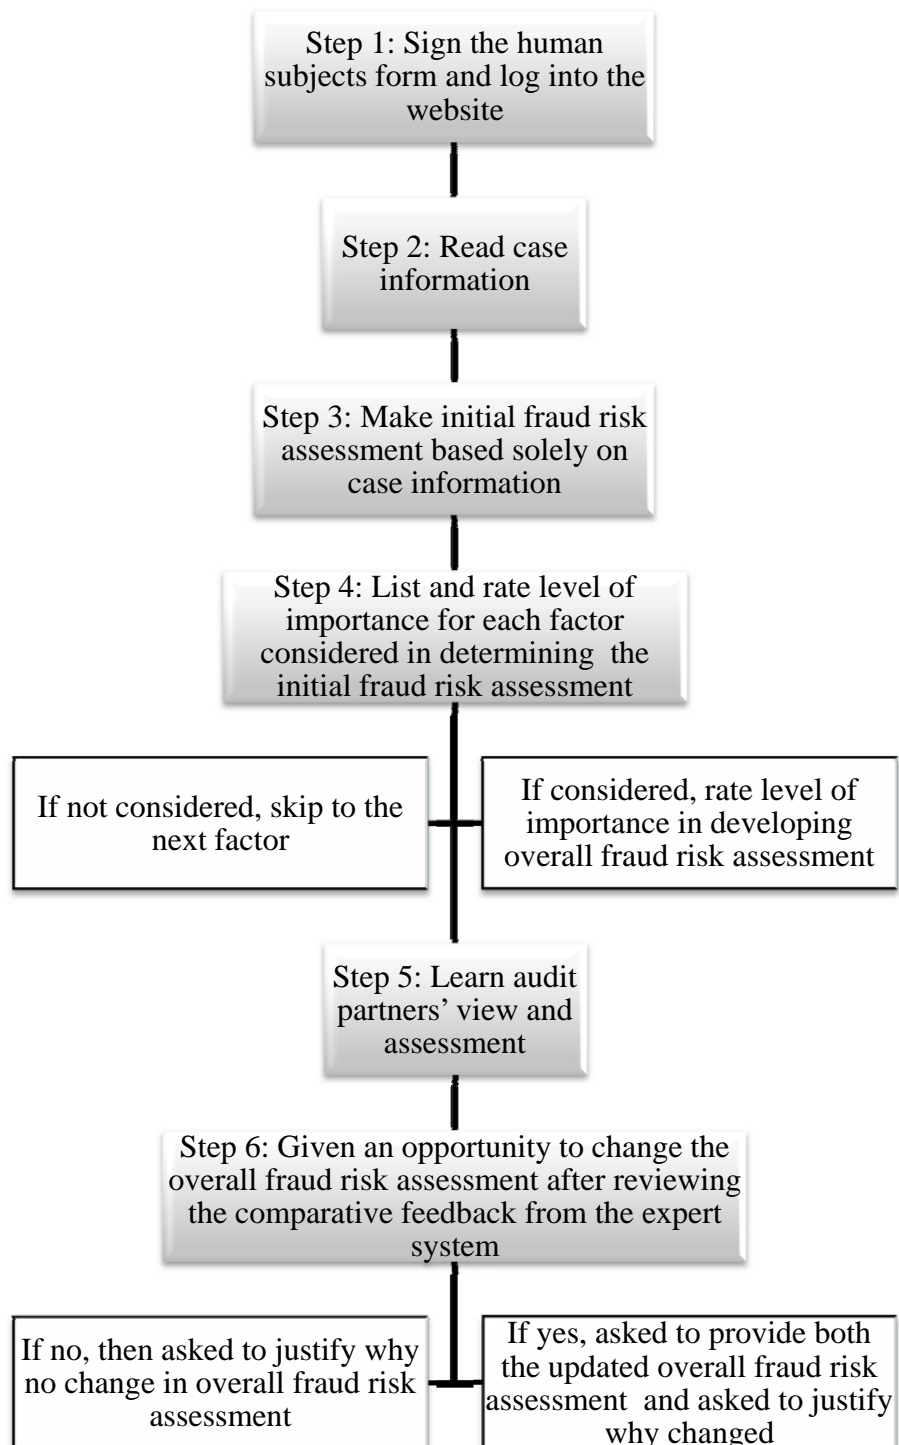 Step 1: Sign the human
subjects form and log into the
website
Step 2: Read case
information
Step 3: Make initial fraud risk
assessment based solely on
case information
Step 4: List and rate level of
importance for each factor
considered in determining the
initial fraud risk assessment
If not considered, skip to the
next factor
If considered, rate level of
importance in developing
overall fraud risk assessment
Step 5: Learn audit
partners’ view and
assessment
Step 6: Given an opportunity to change the
overall fraud risk assessment after reviewing
the comparative feedback from the expert
system
If no, then asked to justify why
no change in overall fraud risk
assessment
If yes, asked to provide both
the updated overall fraud risk
assessment and asked to justify
why changed